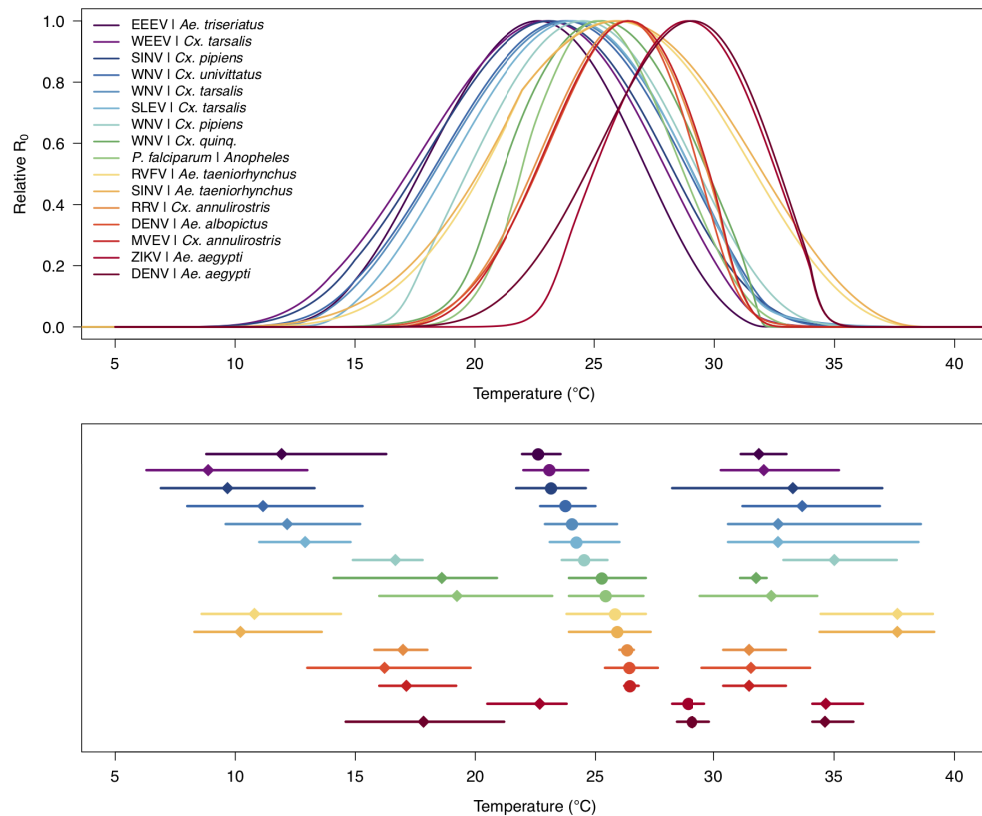 Relative R0
1.0
0.8
0.6
0.4
0.2
0.0
EEEV | Ae. triseriatus
WEEV | Cx. tarsalis
SINV | Cx. pipiens
WNV | Cx. univittatus
WNV | Cx. tarsalis
SLEV | Cx. tarsalis
WNV | Cx. pipiens
WNV | Cx. quinq.
P. falciparum | Anopheles
RVFV | Ae. taeniorhynchus
SINV | Ae. taeniorhynchus
RRV | Cx. annulirostris
DENV | Ae. albopictus
MVEV | Cx. annulirostris
ZIKV | Ae. aegypti
DENV | Ae. aegypti
5 10 15 20 25 30 35 40
Temperature (°C)
5 10 15 20 25 30 35 40
Temperature (°C)